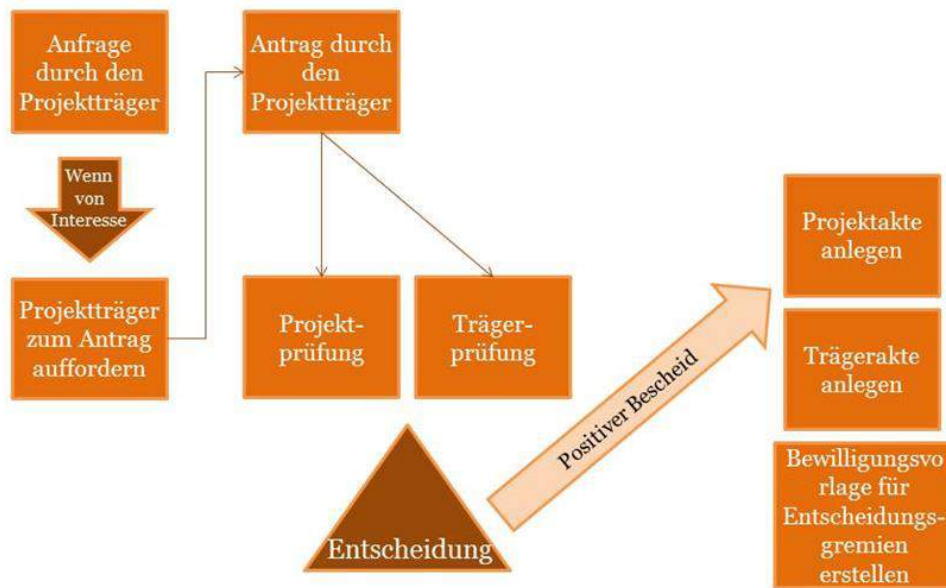 Anfrage
durch den
Projektträger
Wenn
von
Interesse
Projektträger
zum Antrag
auffordern
Antrag durch
den
Projektträger
Projekt-
prüfung
Träger-
prüfung
Entscheidung
Positiver Bescheid
Projektakte
anlegen
Trägerakte
anlegen
Bewilligungsvo
rlage für
Entscheidungs-
gremien
erstellen